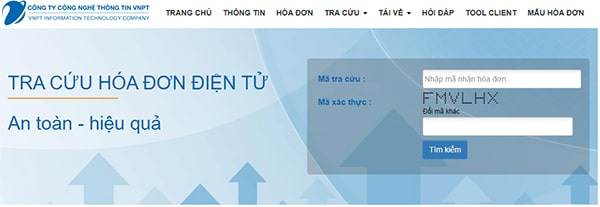 CÔNG TY CÔNG NGHỆ THÔNG TIN VNPT
VNPT INFORMATION TECHNOLOGY COMPANY
TRANG CHỦ THÔNG TIN HÓA ĐƠN TRA CỨU TẢI VỀ HỎI ĐÁP TOOL CLIENT MẪU HÓA ĐƠN
TRA CỨU HÓA ĐƠN ĐIỆN TỬ
An toàn - hiệu quả
Mã tra cứu :
Nhập mã nhận hóa đơn
Mã xác thực :
FMVLHX
Đổi mã khác
Tìm kiếm